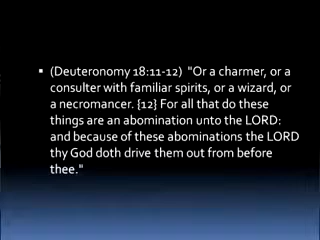 ▪ (Deuteronomy 18:11-12)  "Or a charmer, or a
consulter with familiar spirits, or a wizard, or
a necromancer. {12} For all that do these
things are an abomination unto the LORD:
and because of these abominations the LORD
thy God doth drive them out from before
thee."